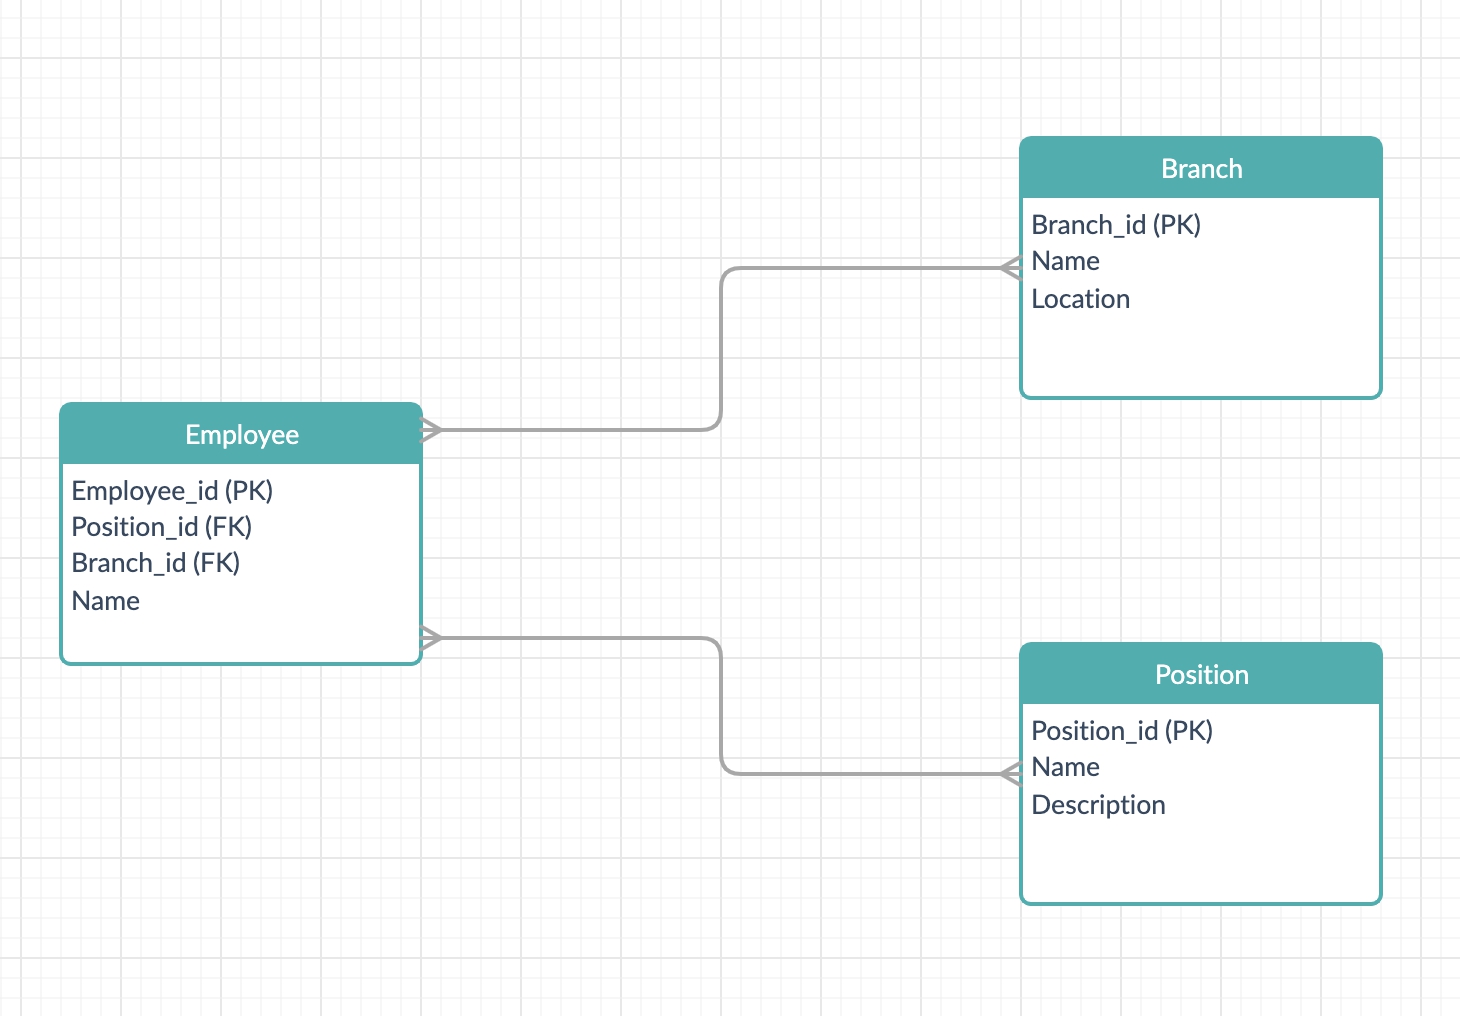 Branch
Branch_id (PK)
Name
Location
Employee
Employee_id (PK)
Position_id (FK)
Branch_id (FK)
Name
Position
Position_id (PK)
Name
Description